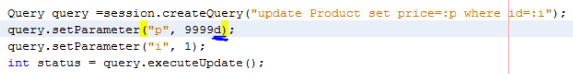 Query query =session.createQuery("update Product set price=:p where id=:i");
query.setParameter("p", 9999d);
query.setParameter("i", 1);
int status = query.executeUpdate();